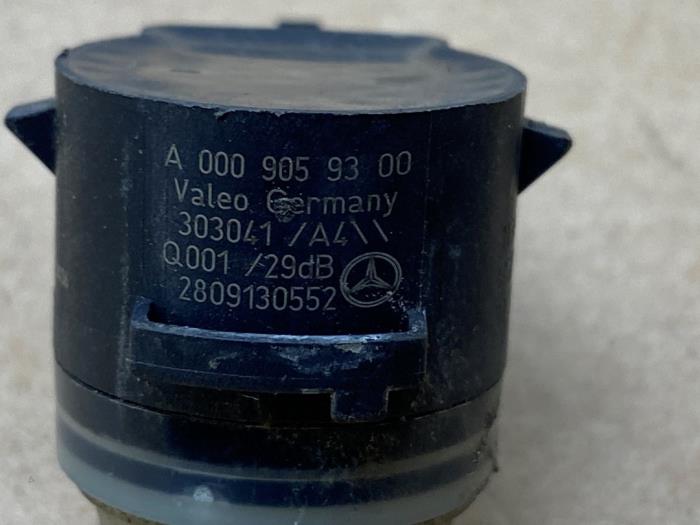 A 000 905 93 00
Valeo Germany
303041 /A4\\
Q001 /29dB
2809130552